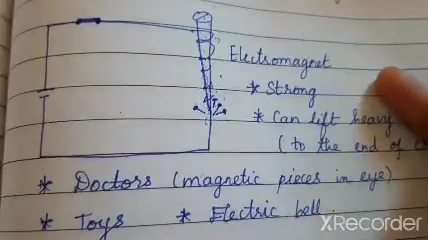 Electromagnet
* Strong
* Can lift heavy
(to the end of
* Doctors (magnetic pieces in eye)
* Toys * Electric bell
XRecorder